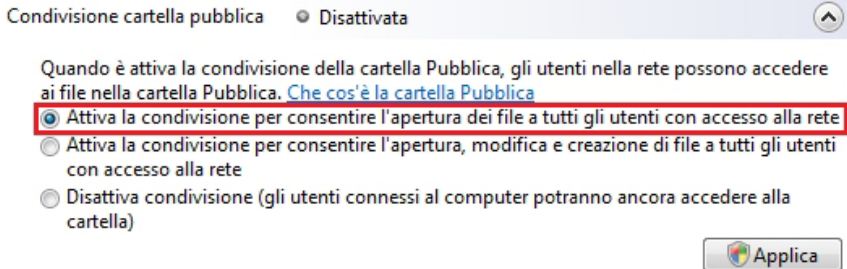 Condivisione cartella pubblica Disattivata
Quando è attiva la condivisione della cartella Pubblica, gli utenti nella rete possono accedere
ai file nella cartella Pubblica. Che cos'è la cartella Pubblica
Attiva la condivisione per consentire l'apertura dei file a tutti gli utenti con accesso alla rete
Attiva la condivisione per consentire l'apertura, modifica e creazione di file a tutti gli utenti
con accesso alla rete
Disattiva condivisione (gli utenti connessi al computer potranno ancora accedere alla
cartella)
Applica